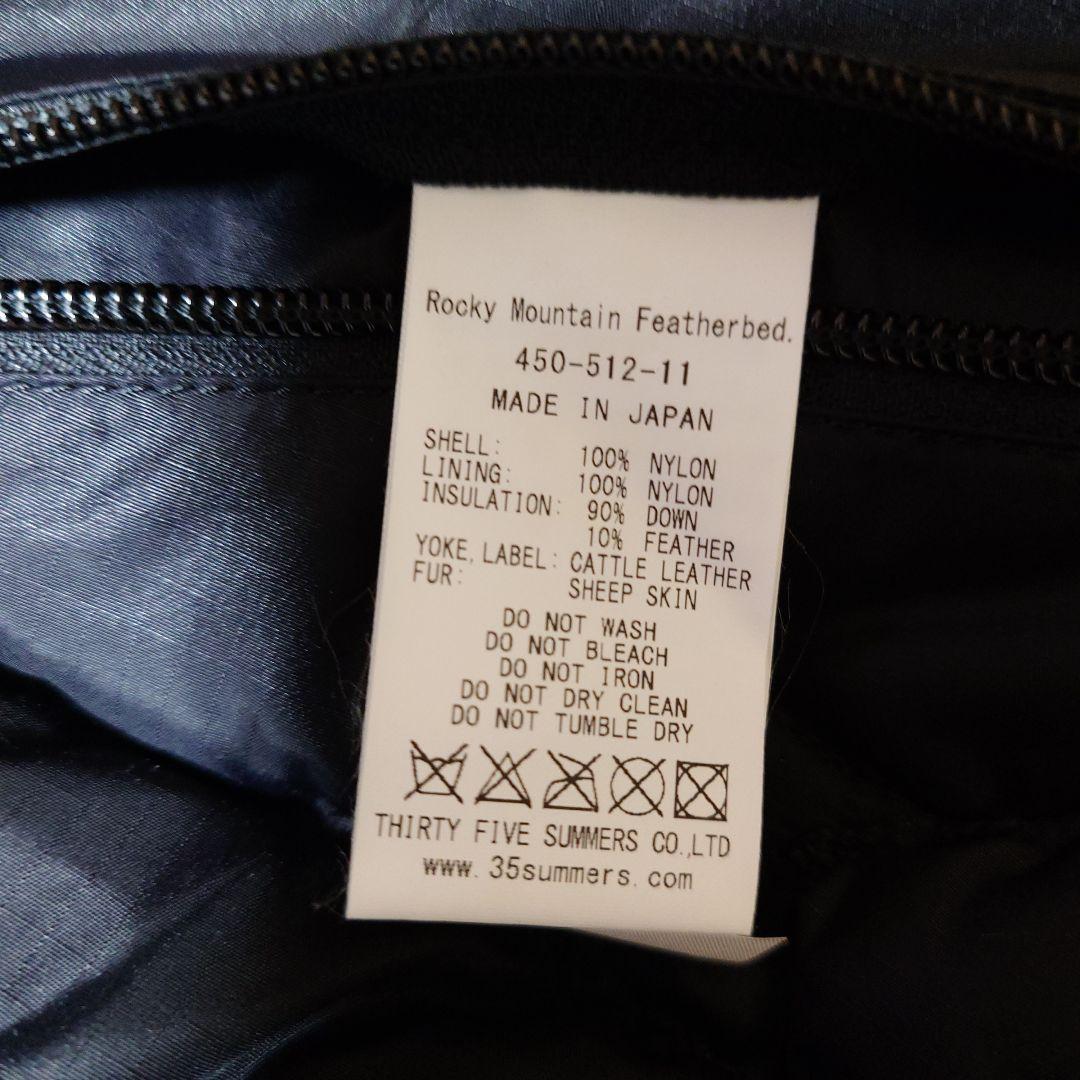 Rocky Mountain Featherbed.
450-512-11
MADE IN JAPAN
SHELL: 100% NYLON
LINING: 100% NYLON
INSULATION: 90% DOWN
10% FEATHER
YOKE, LABEL: CATTLE LEATHER
FUR: SHEEP SKIN
DO NOT WASH
DO NOT BLEACH
DO NOT IRON
DO NOT DRY CLEAN
DO NOT TUMBLE DRY
THIRTY FIVE SUMMERS CO.,LTD
www.35summers.com